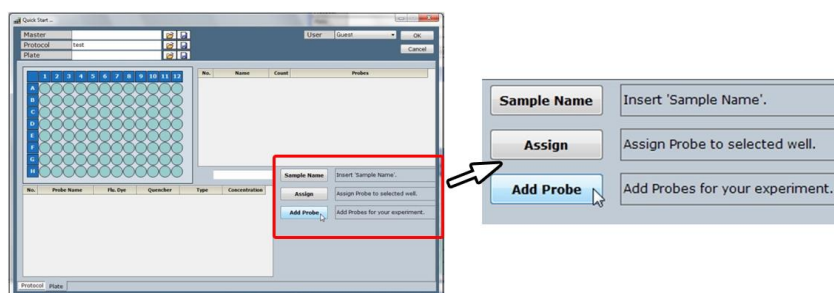 Quick Start ...
Master
Protocol test
Plate
User Guest OK
Cancel
1 2 3 4 5 6 7 8 9 10 11 12
A
B
C
D
E
F
G
H
No. Name Count Probes
Sample Name Insert 'Sample Name'.
Assign Assign Probe to selected well.
Add Probe Add Probes for your experiment.
No. Probe Name Flu. Dye Quencher Type Concentration
Protocol Plate
Sample Name Insert 'Sample Name'.
Assign Assign Probe to selected well.
Add Probe Add Probes for your experiment.